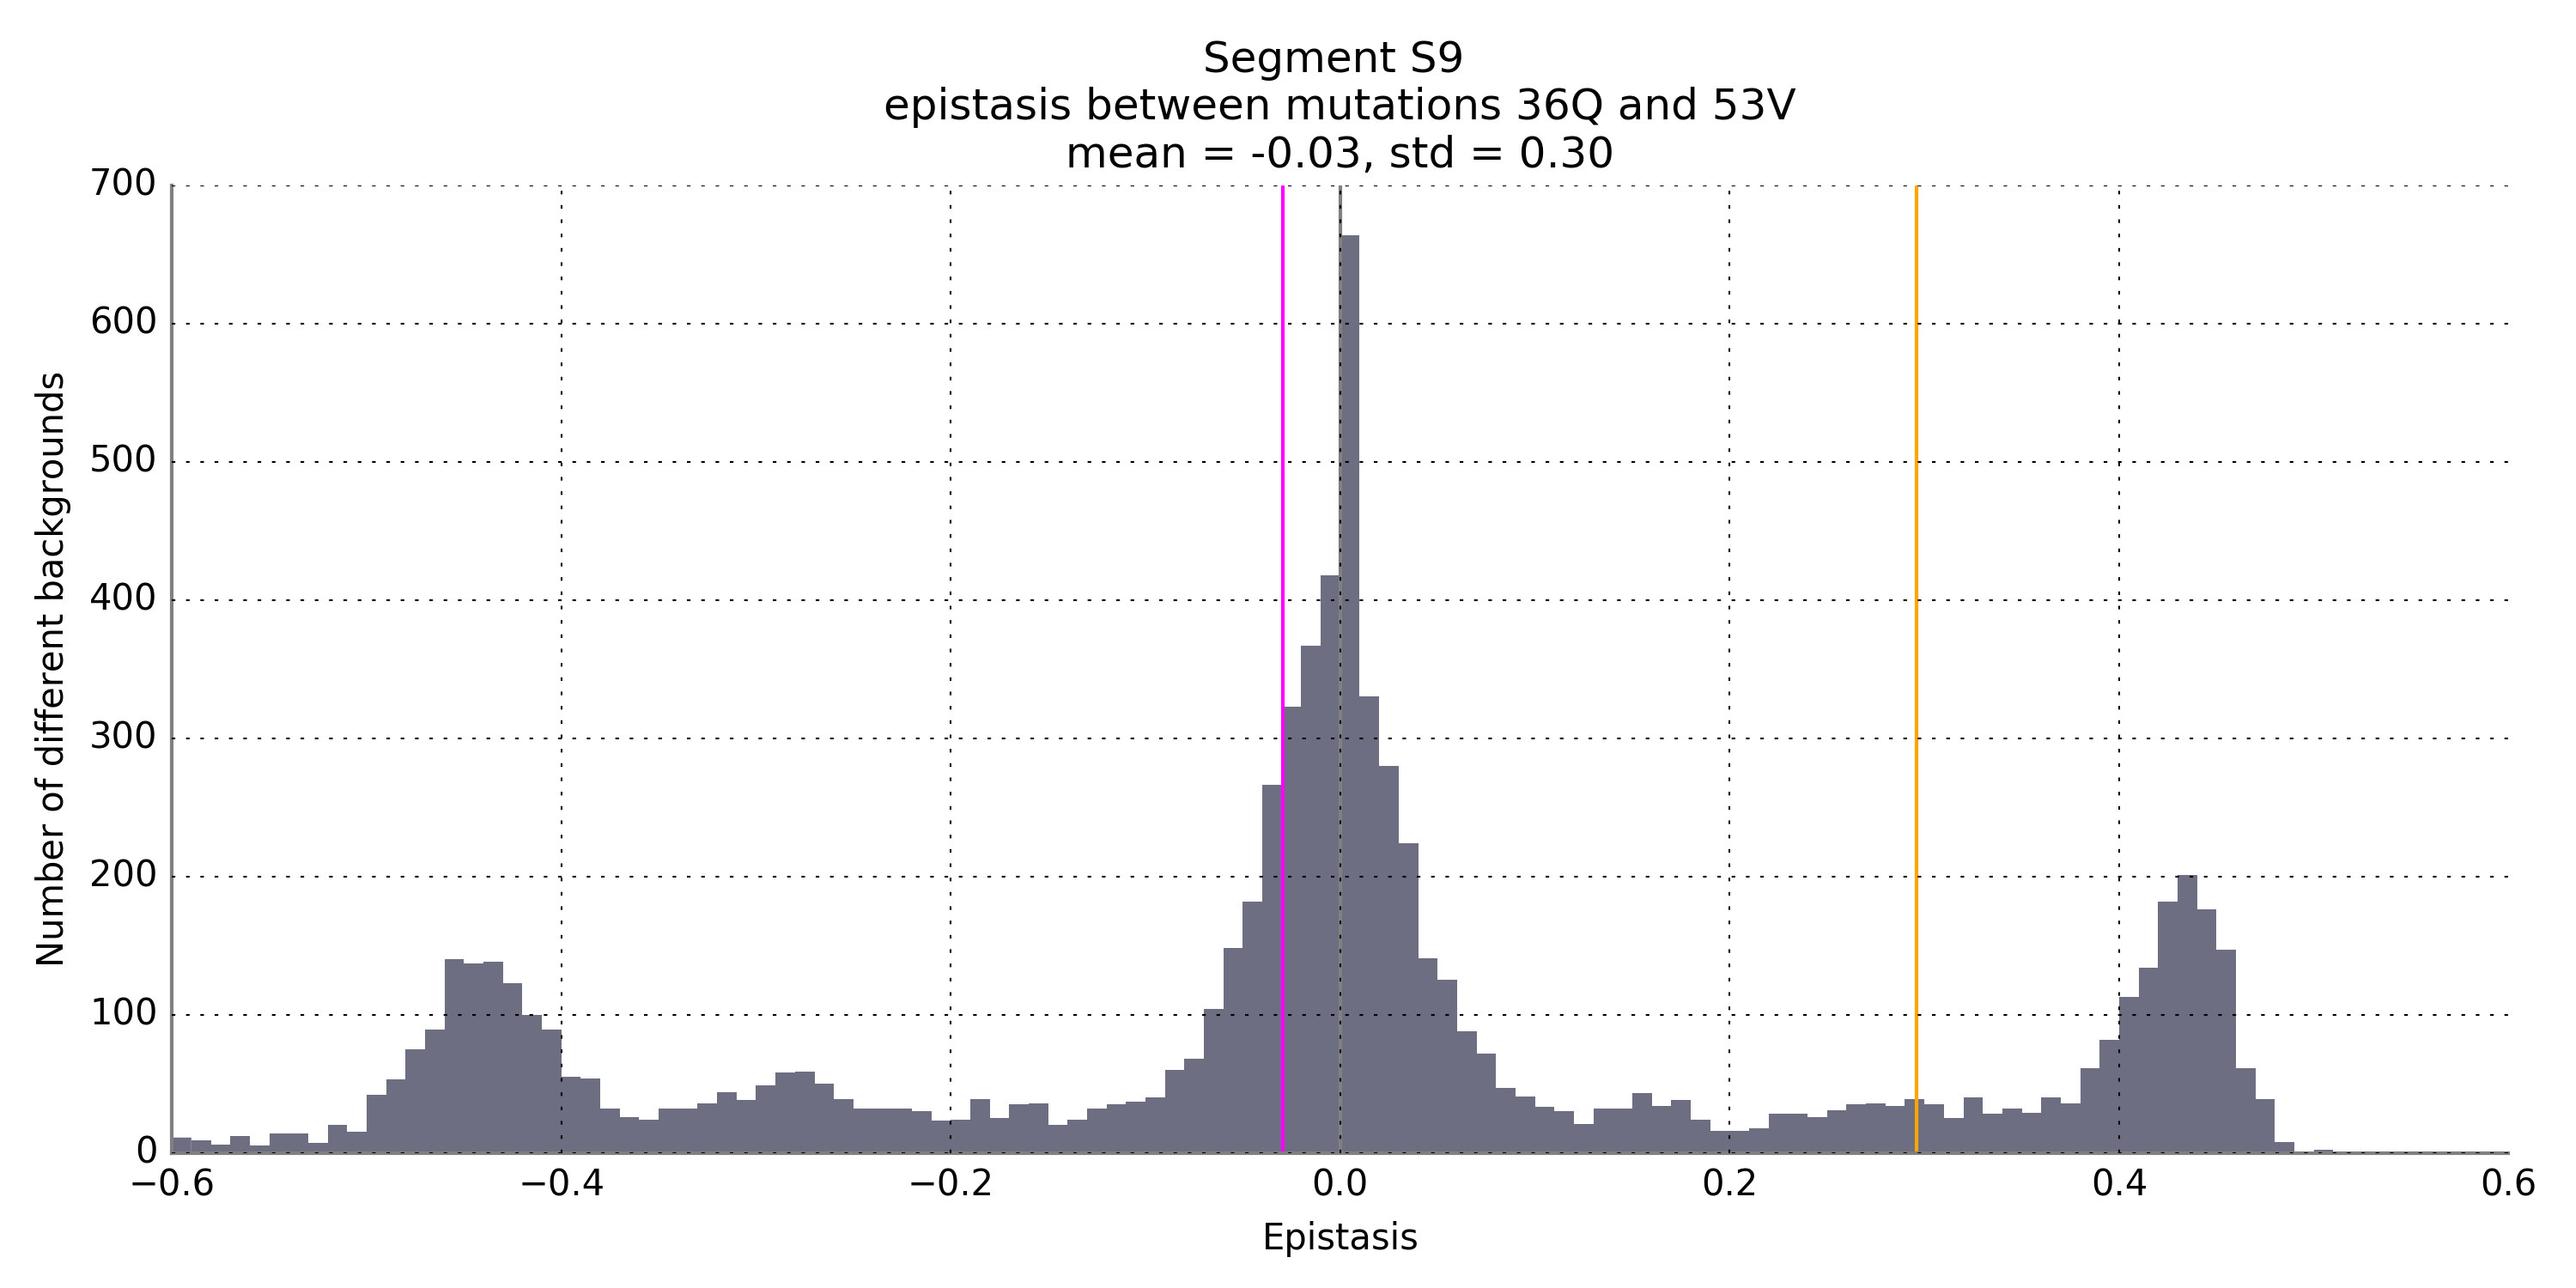 Segment S9
epistasis between mutations 36Q and 53V
mean = -0.03, std = 0.30
700
600
500
400
300
200
100
0
Number of different backgrounds
−0.6 −0.4 −0.2 0.0 0.2 0.4 0.6
Epistasis